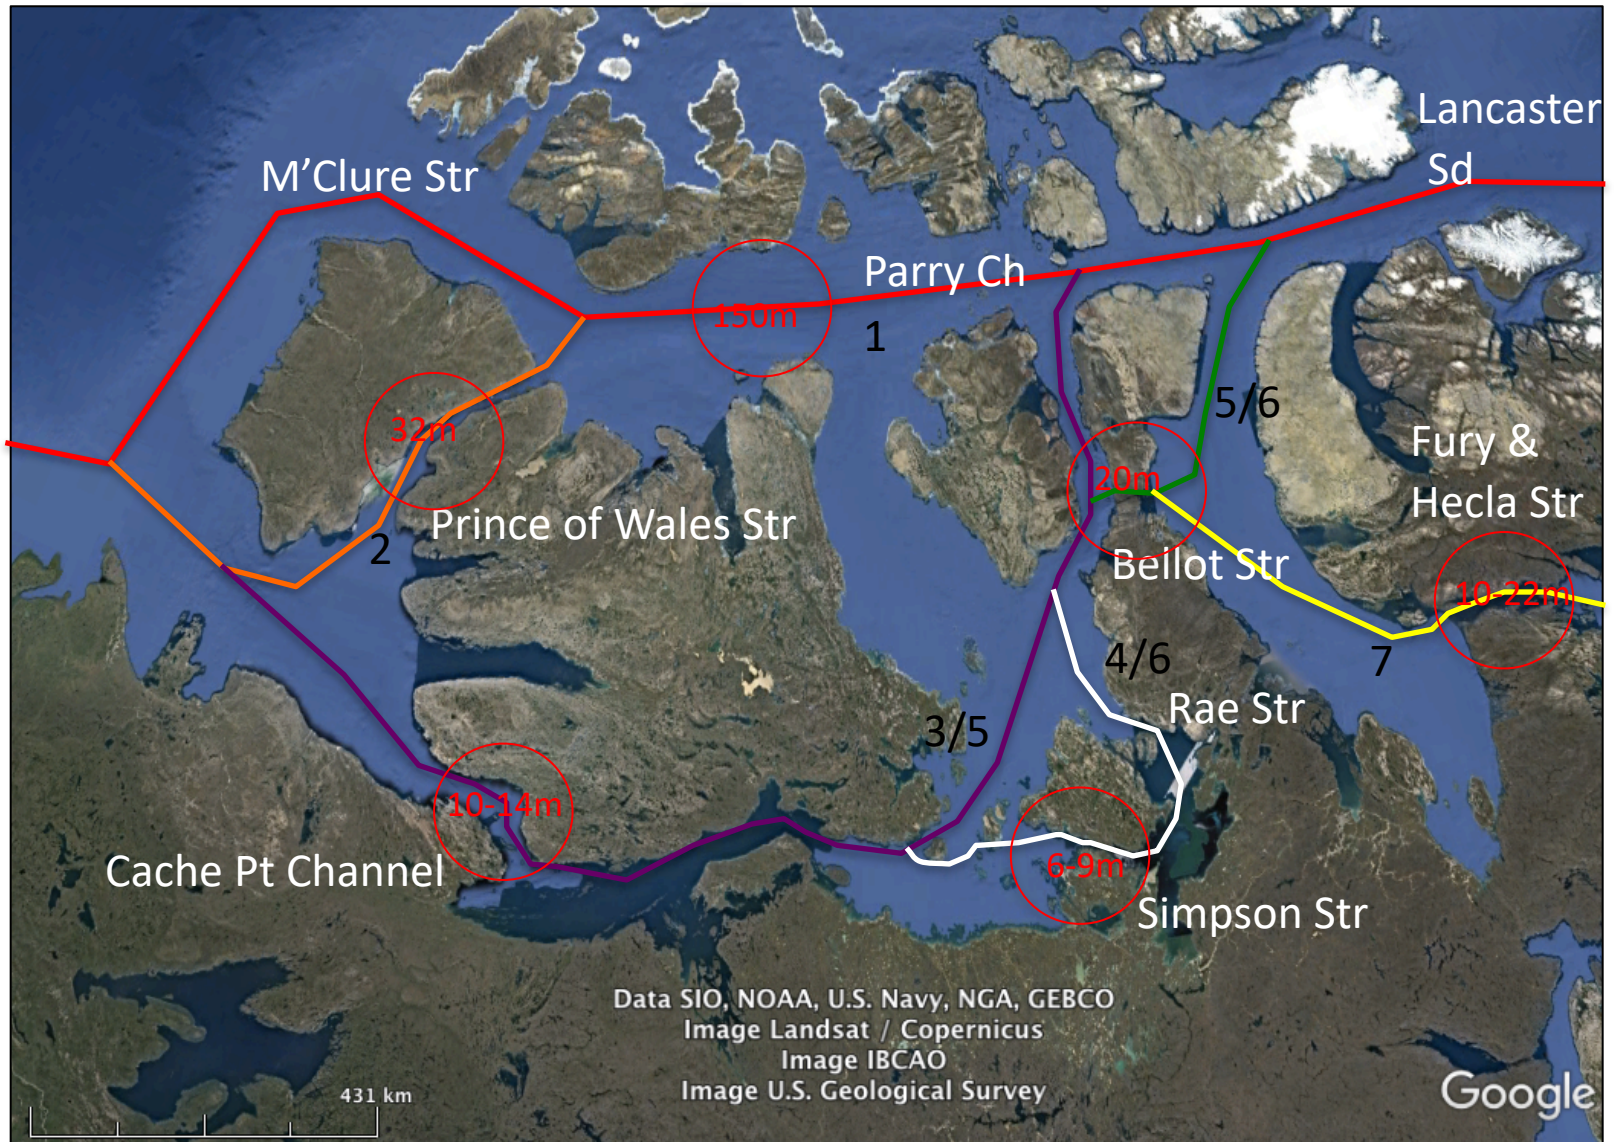 Lancaster
Sd
M'Clure Str
Parry Ch
150m
1
5/6
32m
Fury &
Hecla Str
20m
Prince of Wales Str
2
Bellot Str
10-22m
4/6
7
Rae Str
3/5
10-14m
Cache Pt Channel
6-9m
Simpson Str
Data SIO, NOAA, U.S. Navy, NGA, GEBCO
Image Landsat / Copernicus
Image IBCAO
Image U.S. Geological Survey
431 km
Google